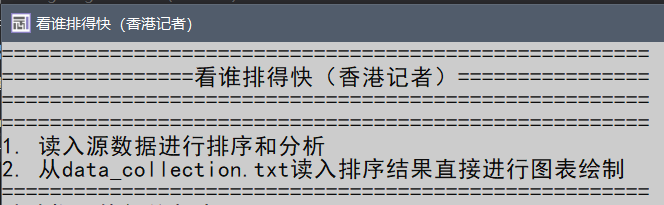 看谁排得快（香港记者）
======================================================
================看谁排得快（香港记者）================
======================================================
======================================================
1. 读入源数据进行排序和分析
2. 从data_collection.txt读入排序结果直接进行图表绘制
======================================================